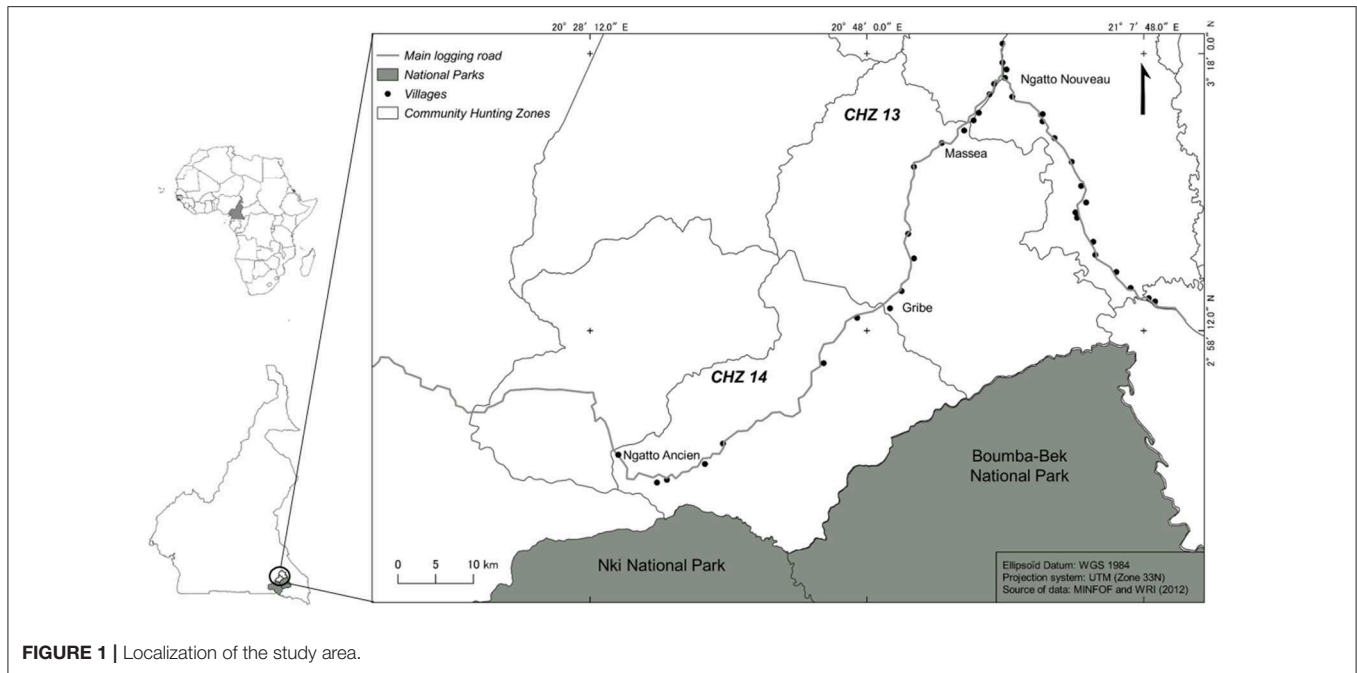 20° 28' 12.0" E
20° 48' 0.0" E
21° 7' 48.0" E
Main logging road
National Parks
Villages
Community Hunting Zones
3° 18' 0.0" N
Ngatto Nouveau
CHZ 13
Massea
Gribe
2° 58' 12.0" N
CHZ 14
Ngatto Ancien
Boumba-Bek
National Park
Nki National Park
0 5 10 km
Ellipsoïd Datum: WGS 1984
Projection system: UTM (Zone 33N)
Source of data: MINFOF and WRI (2012)
FIGURE 1 | Localization of the study area.